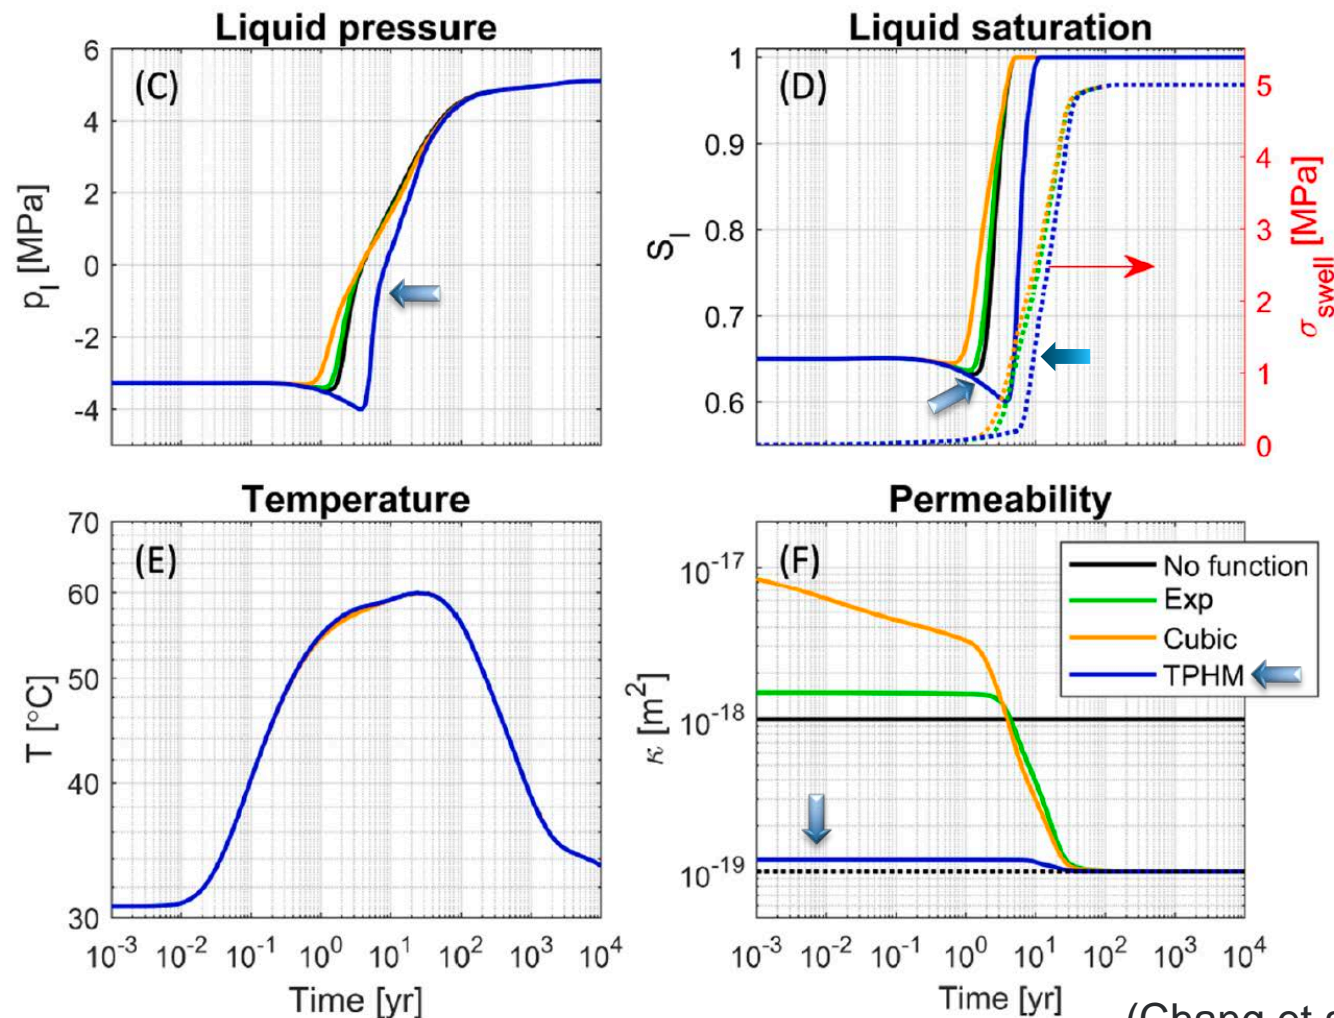 Liquid pressure
(C)
6
4
2
0
-2
-4
p_l [MPa]
Liquid saturation
(D)
1
0.9
0.8
0.7
0.6
S_l
5
4
3
2
1
0
σ_swell [MPa]
Temperature
(E)
70
60
50
40
30
T [°C]
10^-3 10^-2 10^-1 10^0 10^1 10^2 10^3 10^4
Time [yr]
Permeability
(F)
10^-17
10^-18
10^-19
κ [m^2]
No function
Exp
Cubic
TPHM
10^-3 10^-2 10^-1 10^0 10^1 10^2 10^3 10^4
Time [yr]